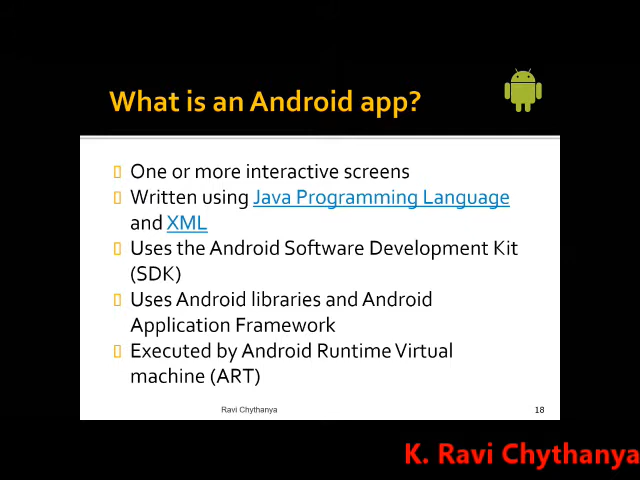 What is an Android app?
One or more interactive screens
Written using Java Programming Language
and XML
Uses the Android Software Development Kit
(SDK)
Uses Android libraries and Android
Application Framework
Executed by Android Runtime Virtual
machine (ART)
Ravi Chythanya
18
K. Ravi Chythanya